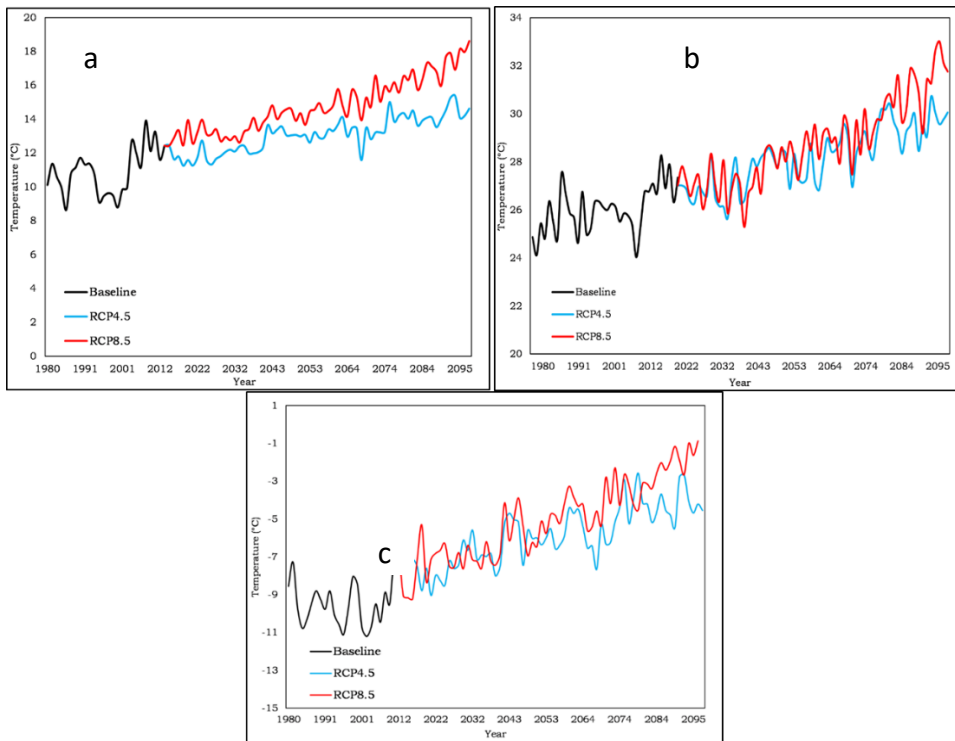 a
20
18
16
14
12
10
8
6
4
2
0
Temperature (°C)
Baseline
RCP4.5
RCP8.5
1980 1991 2001 2012 2022 2032 2043 2053 2064 2074 2084 2095
Year
b
34
32
30
28
26
24
22
20
Temperature (°C)
Baseline
RCP4.5
RCP8.5
1980 1991 2001 2012 2022 2032 2043 2053 2064 2074 2084 2095
Year
c
1
-1
-3
-5
-7
-9
-11
-13
-15
Temperature (°C)
Baseline
RCP4.5
RCP8.5
1980 1991 2001 2012 2022 2032 2043 2053 2064 2074 2084 2095
Year